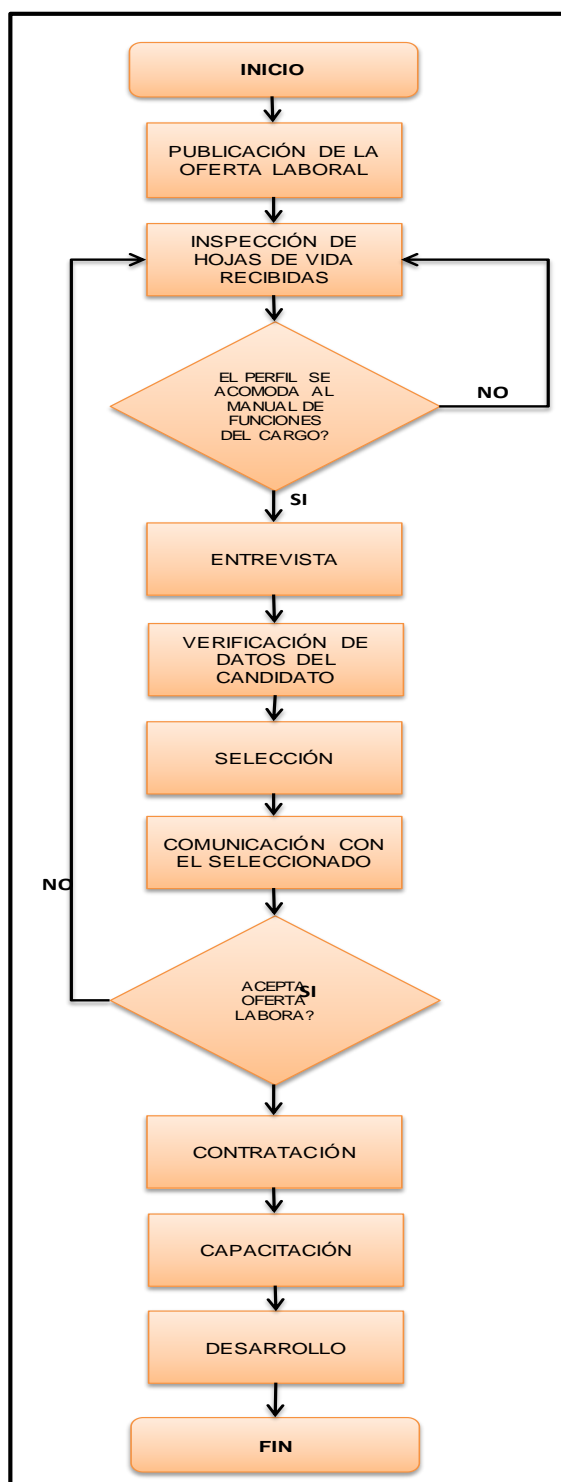 INICIO
PUBLICACIÓN DE LA
OFERTA LABORAL
INSPECCIÓN DE
HOJAS DE VIDA
RECIBIDAS
EL PERFIL SE
ACOMODA AL
MANUAL DE
FUNCIONES
DEL CARGO?
NO
SI
ENTREVISTA
VERIFICACIÓN DE
DATOS DEL
CANDIDATO
SELECCIÓN
COMUNICACIÓN CON
EL SELECCIONADO
NO
ACEPTA
OFERTA
LABORA?
SI
CONTRATACIÓN
CAPACITACIÓN
DESARROLLO
FIN